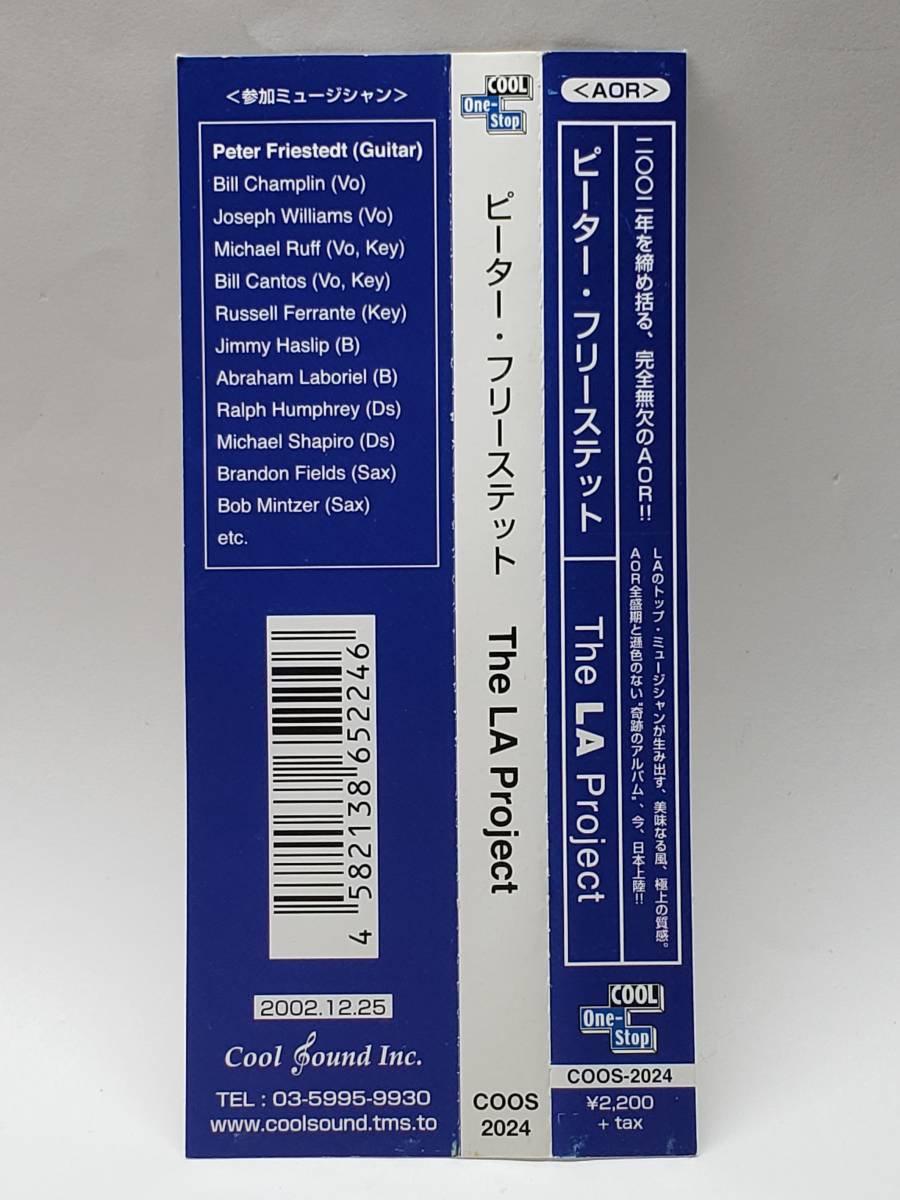 <参加ミュージシャン>
Peter Friestedt (Guitar)
Bill Champlin (Vo)
Joseph Williams (Vo)
Michael Ruff (Vo, Key)
Bill Cantos (Vo, Key)
Russell Ferrante (Key)
Jimmy Haslip (B)
Abraham Laboriel (B)
Ralph Humphrey (Ds)
Michael Shapiro (Ds)
Brandon Fields (Sax)
Bob Mintzer (Sax)
etc.
4 582138 652246
2002.12.25
Cool Sound Inc.
TEL : 03-5995-9930
www.coolsound.tms.to
COOL
One-
Stop
ピーター・フリーステット The LA Project
COOS
2024
<AOR>
二〇〇二年を締め括る、完全無欠のAOR!!
LAのトップ・ミュージシャンが生み出す、美味なる風、極上の質感。
AOR全盛期と遜色のない“奇跡のアルバム”、今、日本上陸!!
ピーター・フリーステット
The LA Project
COOL
One-
Stop
COOS-2024
¥2,200
+ tax